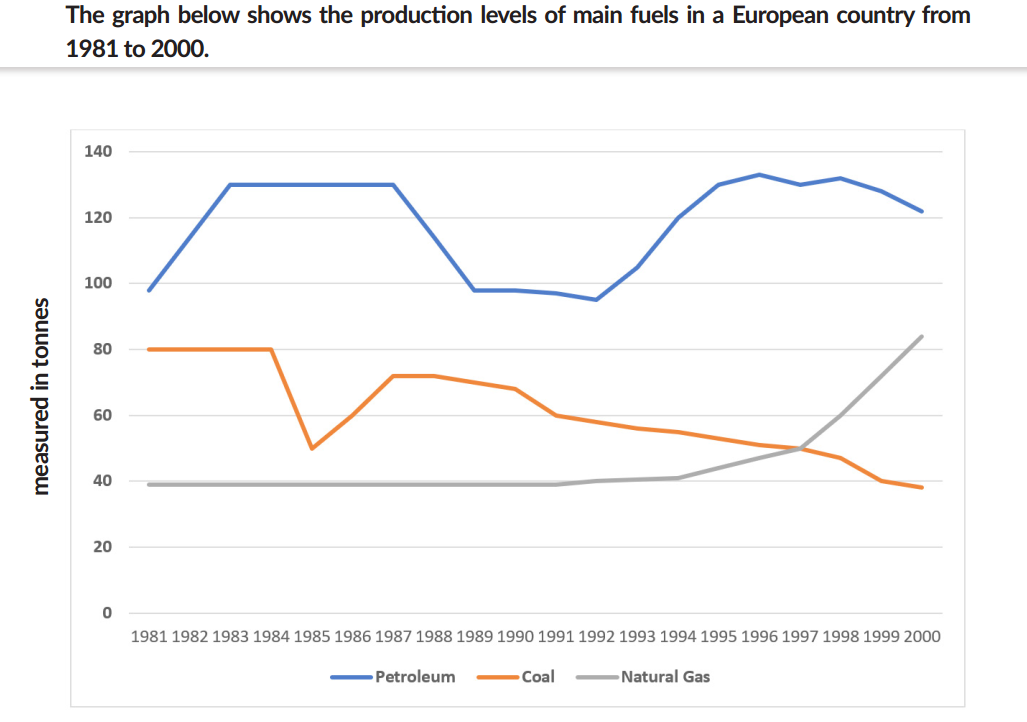 The graph below shows the production levels of main fuels in a European country from
1981 to 2000.
140
120
100
80
60
40
20
0
measured in tonnes
1981 1982 1983 1984 1985 1986 1987 1988 1989 1990 1991 1992 1993 1994 1995 1996 1997 1998 1999 2000
Petroleum Coal Natural Gas